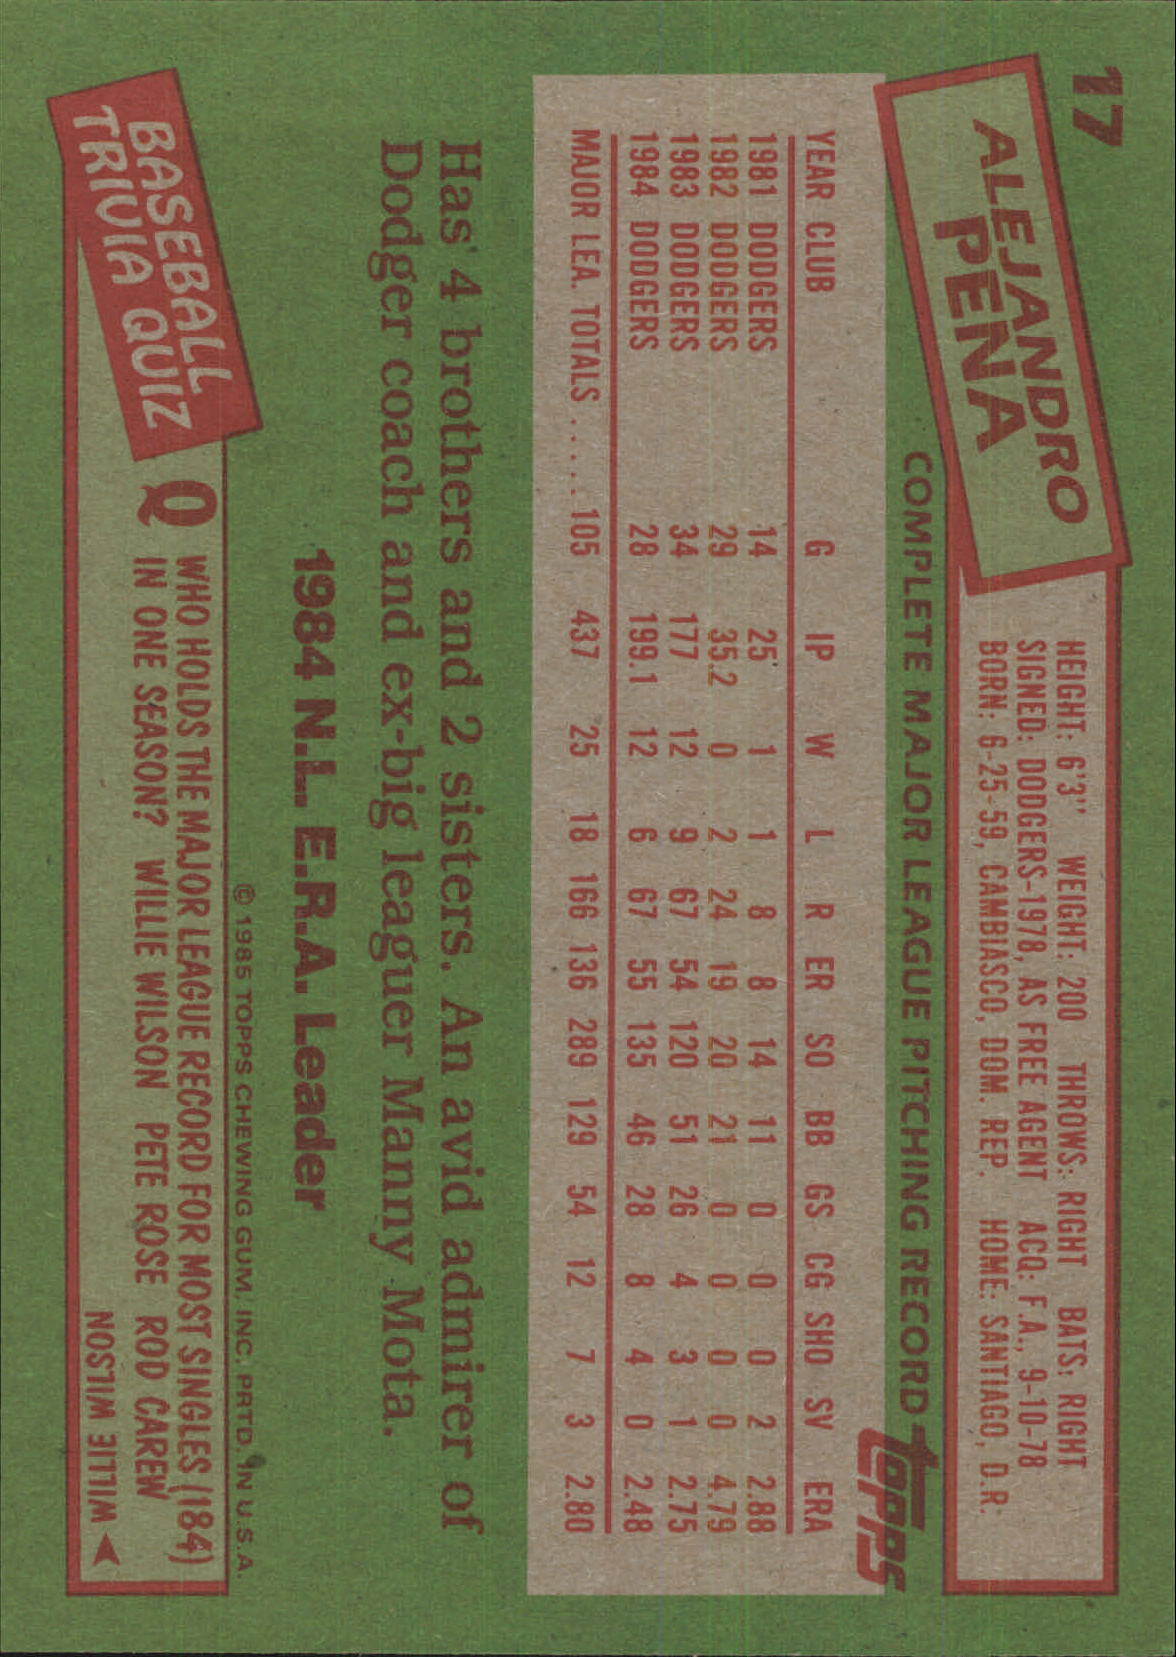 17
ALEJANDRO
PENA
HEIGHT: 6'3" WEIGHT: 200 THROWS: RIGHT BATS: RIGHT
SIGNED: DODGERS-1978, AS FREE AGENT ACQ: F.A., 9-10-78
BORN: 6-25-59, CAMBIASCO, DOM. REP. HOME: SANTIAGO, D.R.
COMPLETE MAJOR LEAGUE PITCHING RECORD
topps
YEAR CLUB G IP W L R ER SO BB GS CG SHO SV ERA
1981 DODGERS 14 25 1 1 8 8 14 11 0 0 0 2 2.88
1982 DODGERS 29 35.2 0 2 24 19 20 21 0 0 0 0 4.79
1983 DODGERS 34 177 12 9 67 54 120 51 26 4 3 1 2.75
1984 DODGERS 28 199.1 12 6 67 55 135 46 28 8 4 0 2.48
MAJOR LEA. TOTALS ..... 105 437 25 18 166 136 289 129 54 12 7 3 2.80
Has 4 brothers and 2 sisters. An avid admirer of
Dodger coach and ex-big leaguer Manny Mota.
1984 N.L. E.R.A. Leader
© 1985 TOPPS CHEWING GUM, INC. PRTD. IN U.S.A.
BASEBALL
TRIVIA QUIZ
Q WHO HOLDS THE MAJOR LEAGUE RECORD FOR MOST SINGLES (184)
IN ONE SEASON? WILLIE WILSON PETE ROSE ROD CAREW
WILLIE WILSON